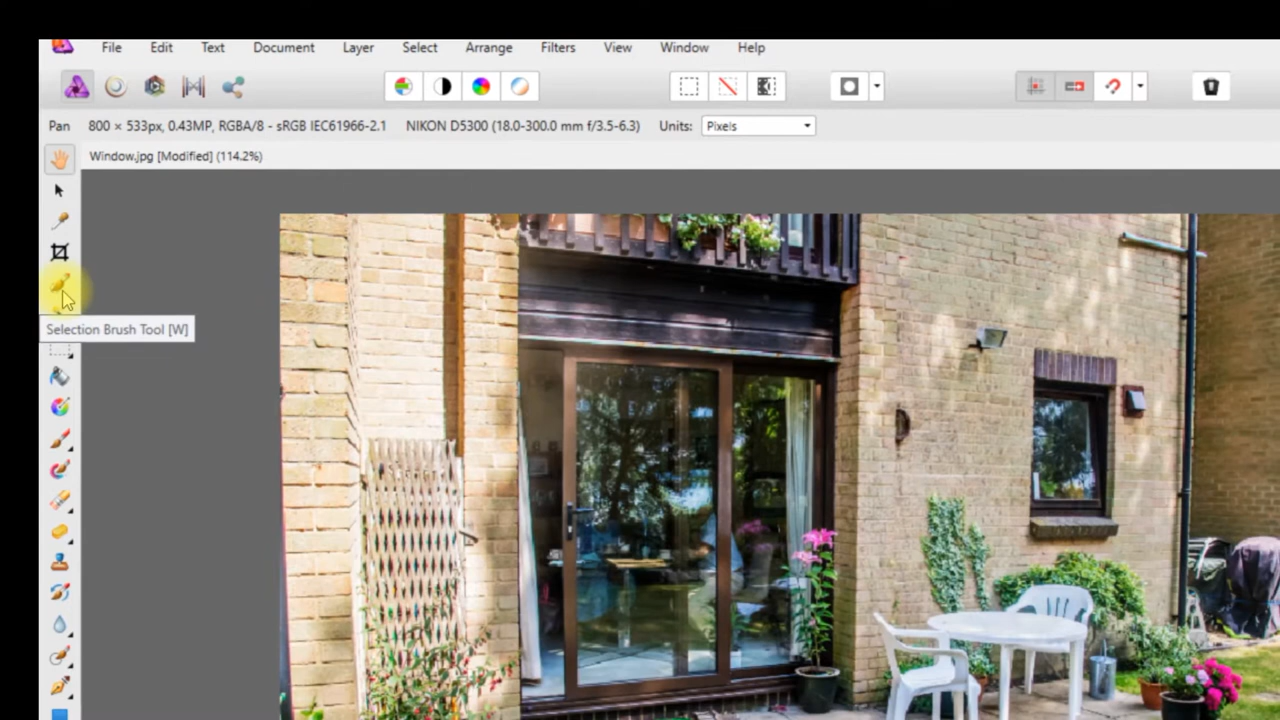 File Edit Text Document Layer Select Arrange Filters View Window Help
Pan 800 × 533px, 0.43MP, RGBA/8 - sRGB IEC61966-2.1 NIKON D5300 (18.0-300.0 mm f/3.5-6.3) Units: Pixels
Window.jpg [Modified] (114.2%)
Selection Brush Tool [W]